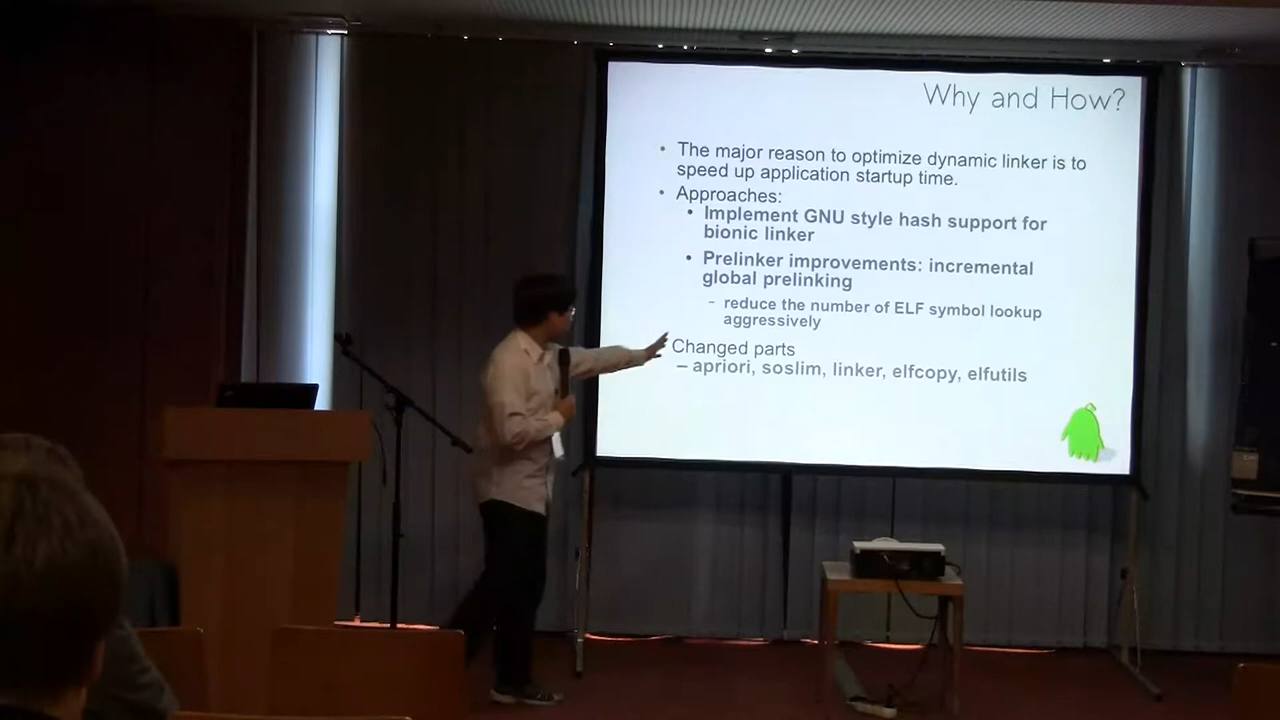 Why and How?
• The major reason to optimize dynamic linker is to
speed up application startup time.
• Approaches:
• Implement GNU style hash support for
bionic linker
• Prelinker improvements: incremental
global prelinking
- reduce the number of ELF symbol lookup
aggressively
Changed parts
– apriori, soslim, linker, elfcopy, elfutils